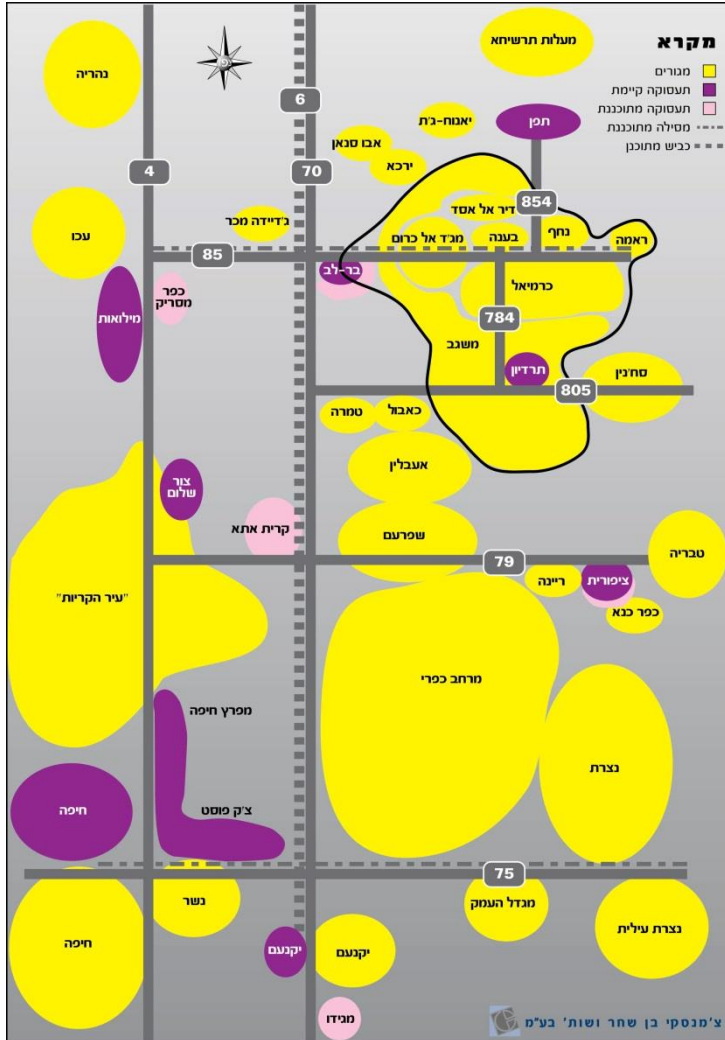 מקרא
מגורים
תעסוקה קיימת
תעסוקה מתוכננת
מסילה מתוכננת
כביש מתוכנן
מעלות תרשיחא
נהריה
6
יאנוח-ג'ת
תפן
אבו סנאן
ירכא
4
70
854
דיר אל אסד
ג'דיידה מכר
עכו
מג'ד אל כרום
בענה
נחף
ראמה
85
בר-לב
כפר
מסריק
כרמיאל
מילואות
784
משגב
תרדיון
סח'נין
805
טמרה
כאבול
אעבלין
צור
שלום
קרית אתא
שפרעם
טבריה
79
ריינה
ציפורית
כפר כנא
"עיר הקריות"
מרחב כפרי
מפרץ חיפה
נצרת
צ'ק פוסט
חיפה
75
נשר
מגדל העמק
נצרת עילית
חיפה
יקנעם
יקנעם
מגידו
צ'מנסקי בן שחר ושות' בע"מ